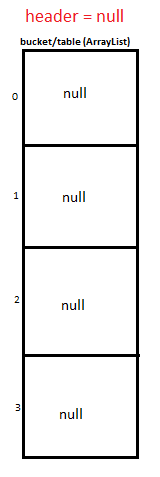 header = null
bucket/table (ArrayList)
0
null
1
null
2
null
3
null